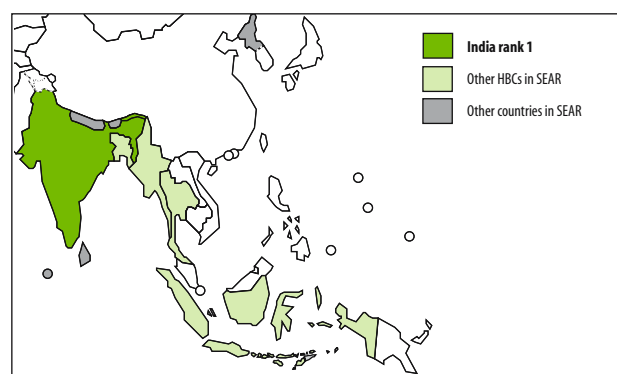 India rank 1
Other HBCs in SEAR
Other countries in SEAR